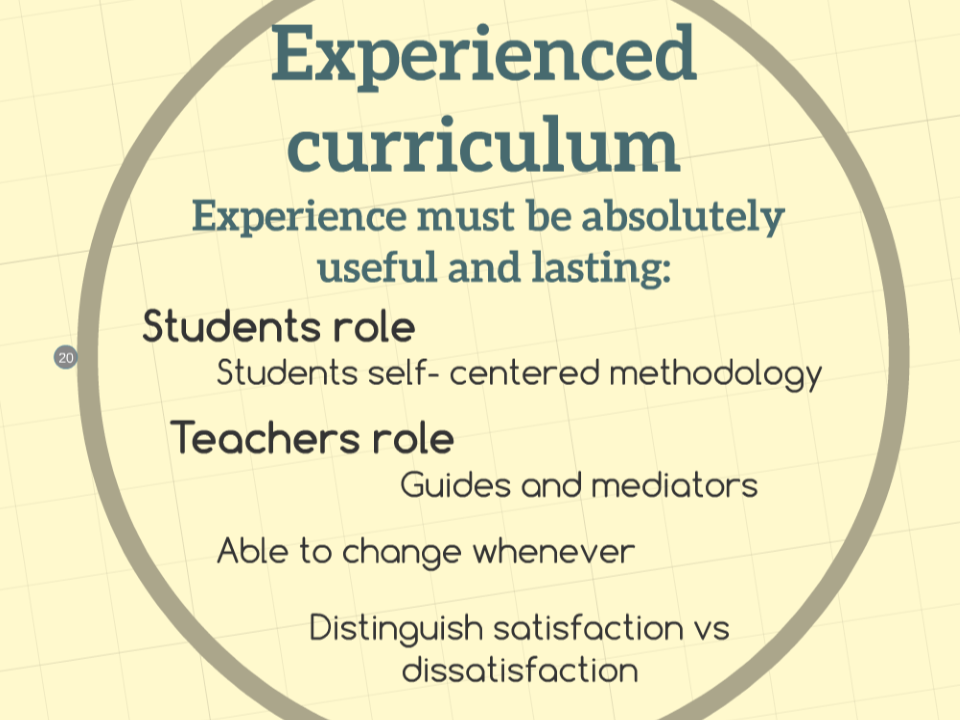 Experienced
curriculum
Experience must be absolutely
useful and lasting:
Students role
20
Students self- centered methodology
Teachers role
Guides and mediators
Able to change whenever
Distinguish satisfaction vs
dissatisfaction